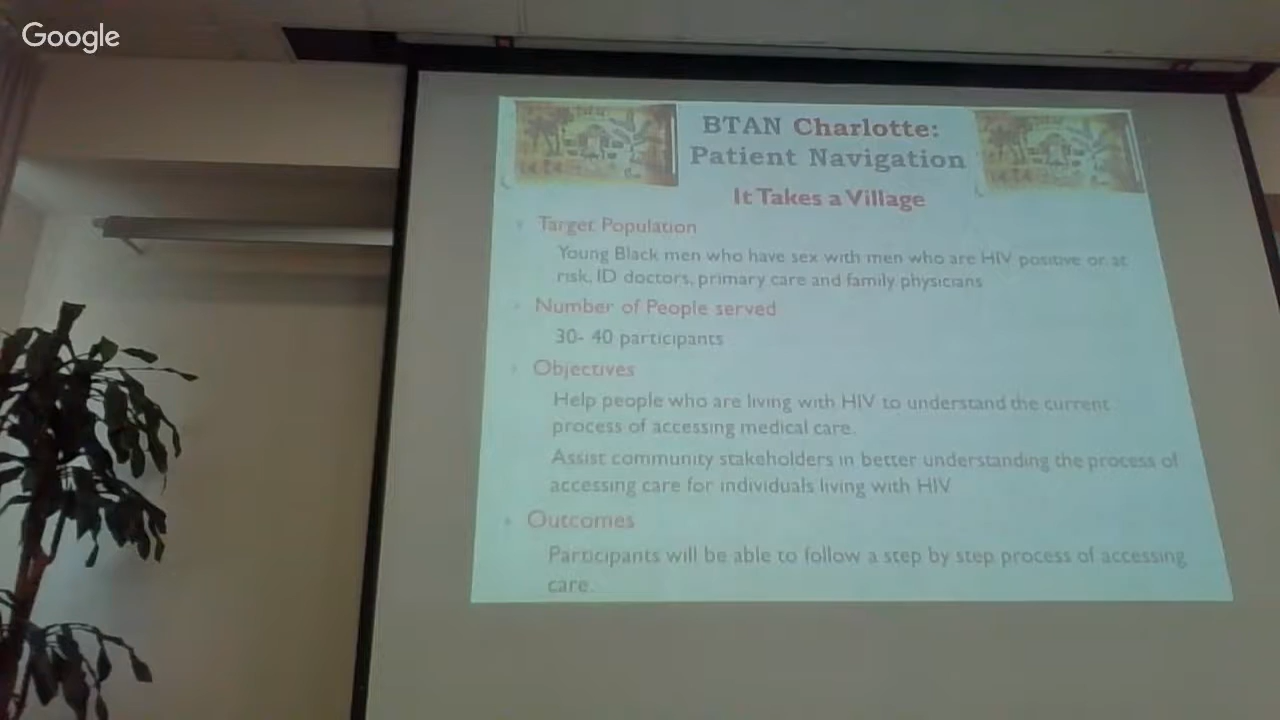 Google
BTAN Charlotte:
Patient Navigation
It Takes a Village
Target Population
Young Black men who have sex with men who are HIV positive or at
risk, ID doctors, primary care and family physicians
Number of People served
30- 40 participants
Objectives
Help people who are living with HIV to understand the current
process of accessing medical care.
Assist community stakeholders in better understanding the process of
accessing care for individuals living with HIV
Outcomes
Participants will be able to follow a step by step process of accessing
care.